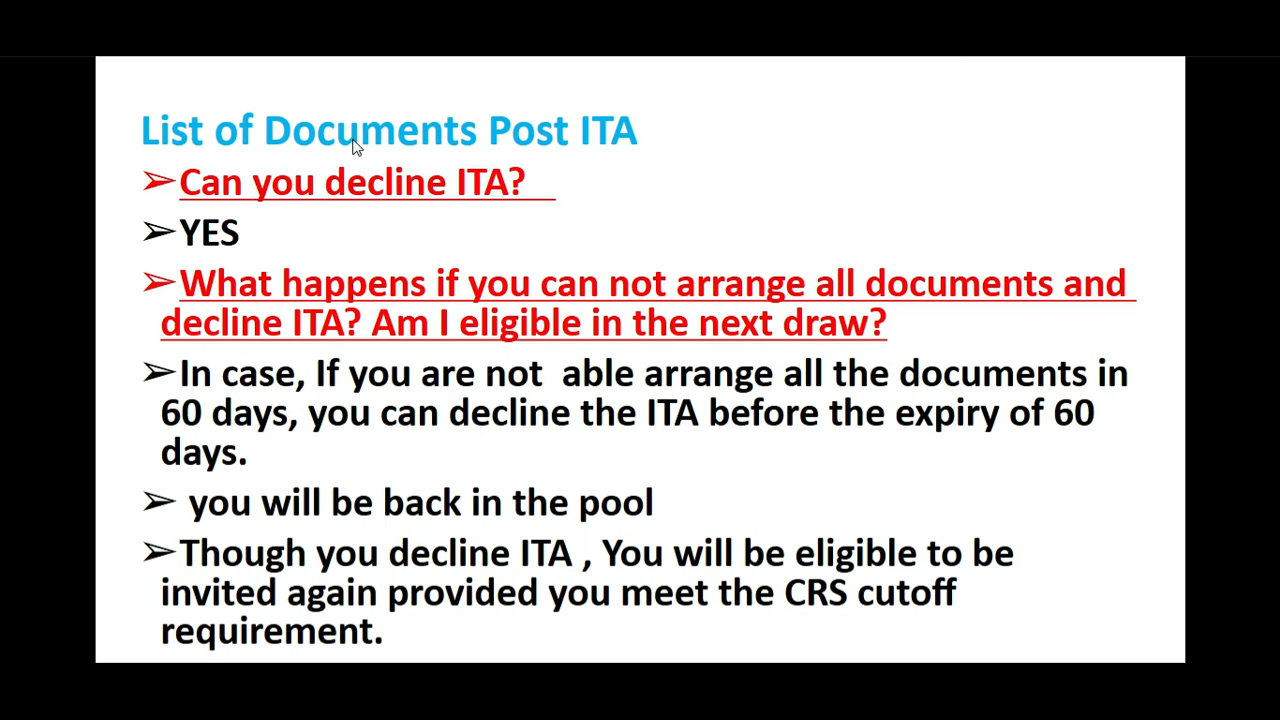 List of Documents Post ITA
➢Can you decline ITA?
➢YES
➢What happens if you can not arrange all documents and
decline ITA? Am I eligible in the next draw?
➢In case, If you are not  able arrange all the documents in
60 days, you can decline the ITA before the expiry of 60
days.
➢ you will be back in the pool
➢Though you decline ITA , You will be eligible to be
invited again provided you meet the CRS cutoff
requirement.